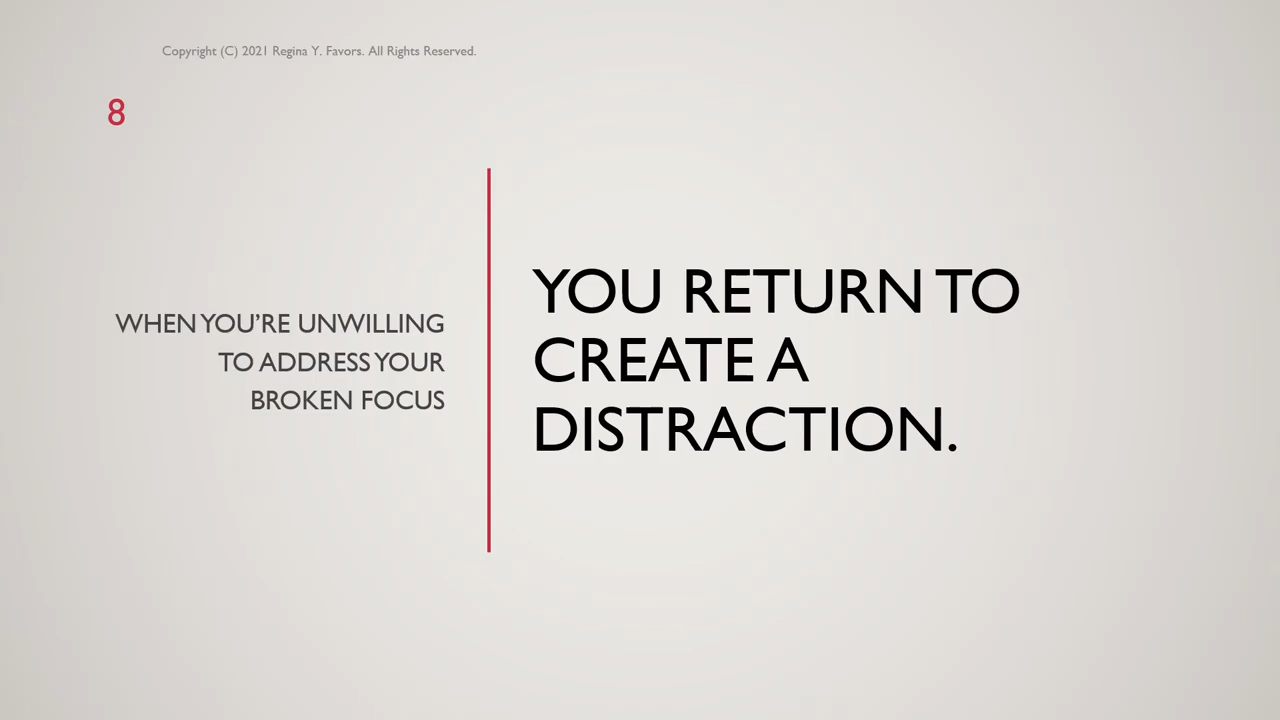 Copyright (C) 2021 Regina Y. Favors. All Rights Reserved.
8
WHEN YOU’RE UNWILLING
TO ADDRESS YOUR
BROKEN FOCUS
YOU RETURN TO
CREATE A
DISTRACTION.